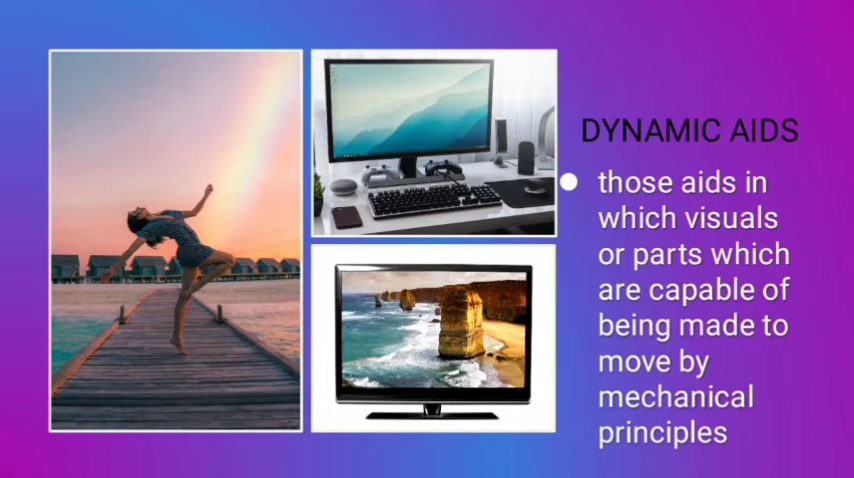 DYNAMIC AIDS
those aids in
which visuals
or parts which
are capable of
being made to
move by
mechanical
principles